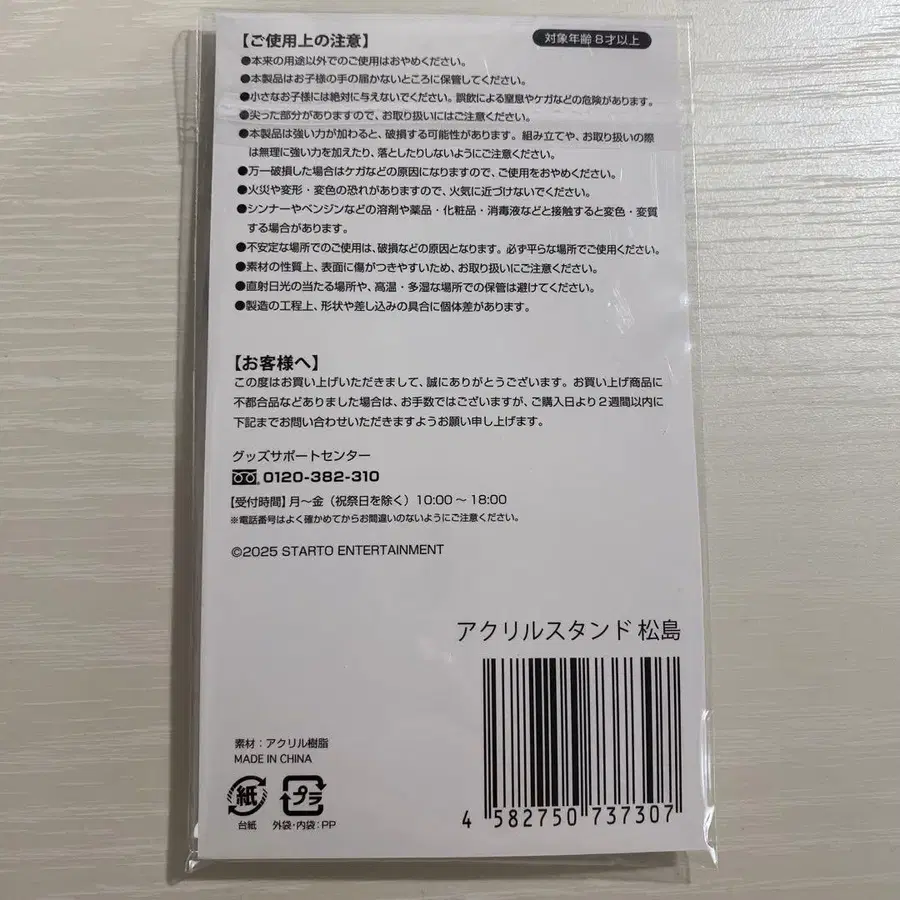 【ご使用上の注意】
対象年齢 8才以上
●本来の用途以外でのご使用はおやめください。
●本製品はお子様の手の届かないところに保管してください。
●小さなお子様には絶対に与えないでください。誤飲による窒息やケガなどの危険があります。
●尖った部分がありますので、お取り扱いにはご注意ください。
●本製品は強い力が加わると、破損する可能性があります。組み立てや、お取り扱いの際
は無理に強い力を加えたり、落としたりしないようにご注意ください。
●万一破損した場合はケガなどの原因になりますので、ご使用をおやめください。
●火災や変形・変色の恐れがありますので、火気に近づけないでください。
●シンナーやベンジンなどの溶剤や薬品・化粧品・消毒液などと接触すると変色・変質
する場合があります。
●不安定な場所でのご使用は、破損などの原因となります。必ず平らな場所でご使用ください。
●素材の性質上、表面に傷がつきやすいため、お取り扱いにご注意ください。
●直射日光の当たる場所や、高温・多湿な場所での保管は避けてください。
●製造の工程上、形状や差し込みの具合に個体差があります。
【お客様へ】
この度はお買い上げいただきまして、誠にありがとうございます。お買い上げ商品に
不都合品などありました場合は、お手数ではございますが、ご購入日より2週間以内に
下記までお問い合わせいただきますようお願い申し上げます。
グッズサポートセンター
0120-382-310
【受付時間】月〜金（祝祭日を除く）10:00〜18:00
※電話番号はよく確かめてからお間違いのないようにご注意ください。
©2025 STARTO ENTERTAINMENT
アクリルスタンド 松島
素材：アクリル樹脂
MADE IN CHINA
紙 プラ
台紙 外袋・内袋：PP
4 582750 737307